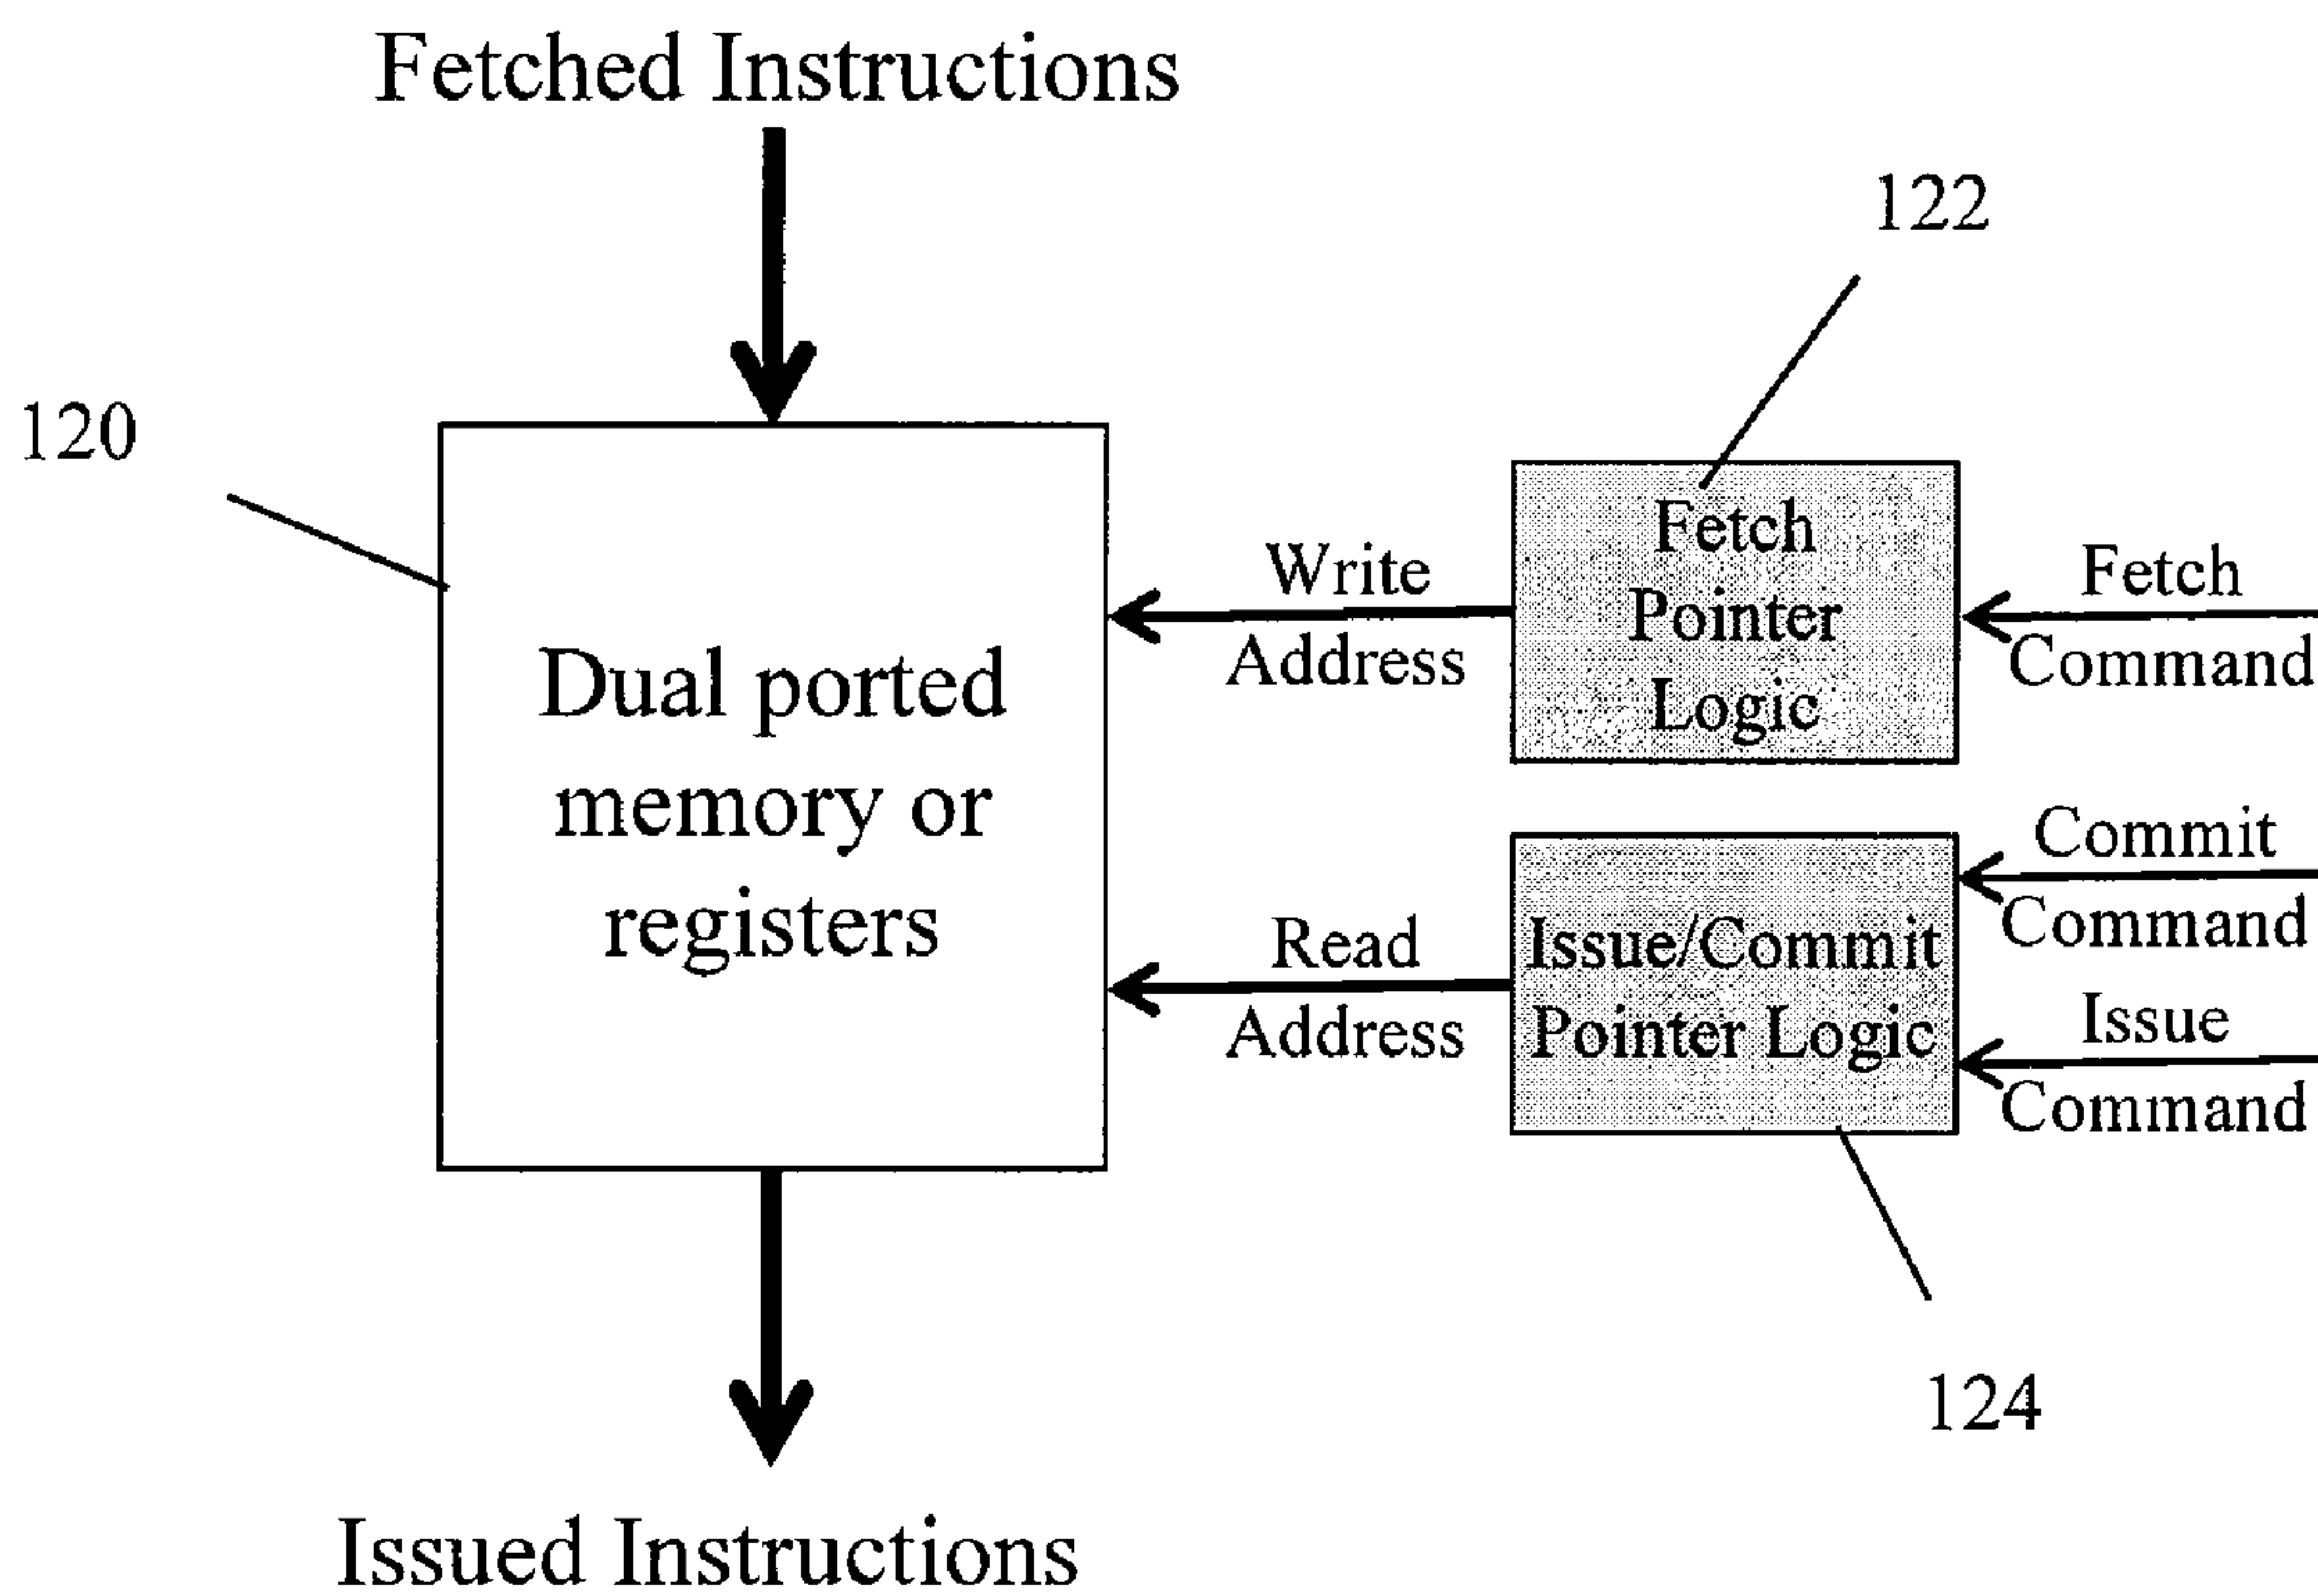 Fetched Instructions
122
120
Fetch
Pointer
Logic
Write
Address
Fetch
Command
Dual ported
memory or
registers
Commit
Command
Issue/Commit
Pointer Logic
Read
Address
Issue
Command
124
Issued Instructions